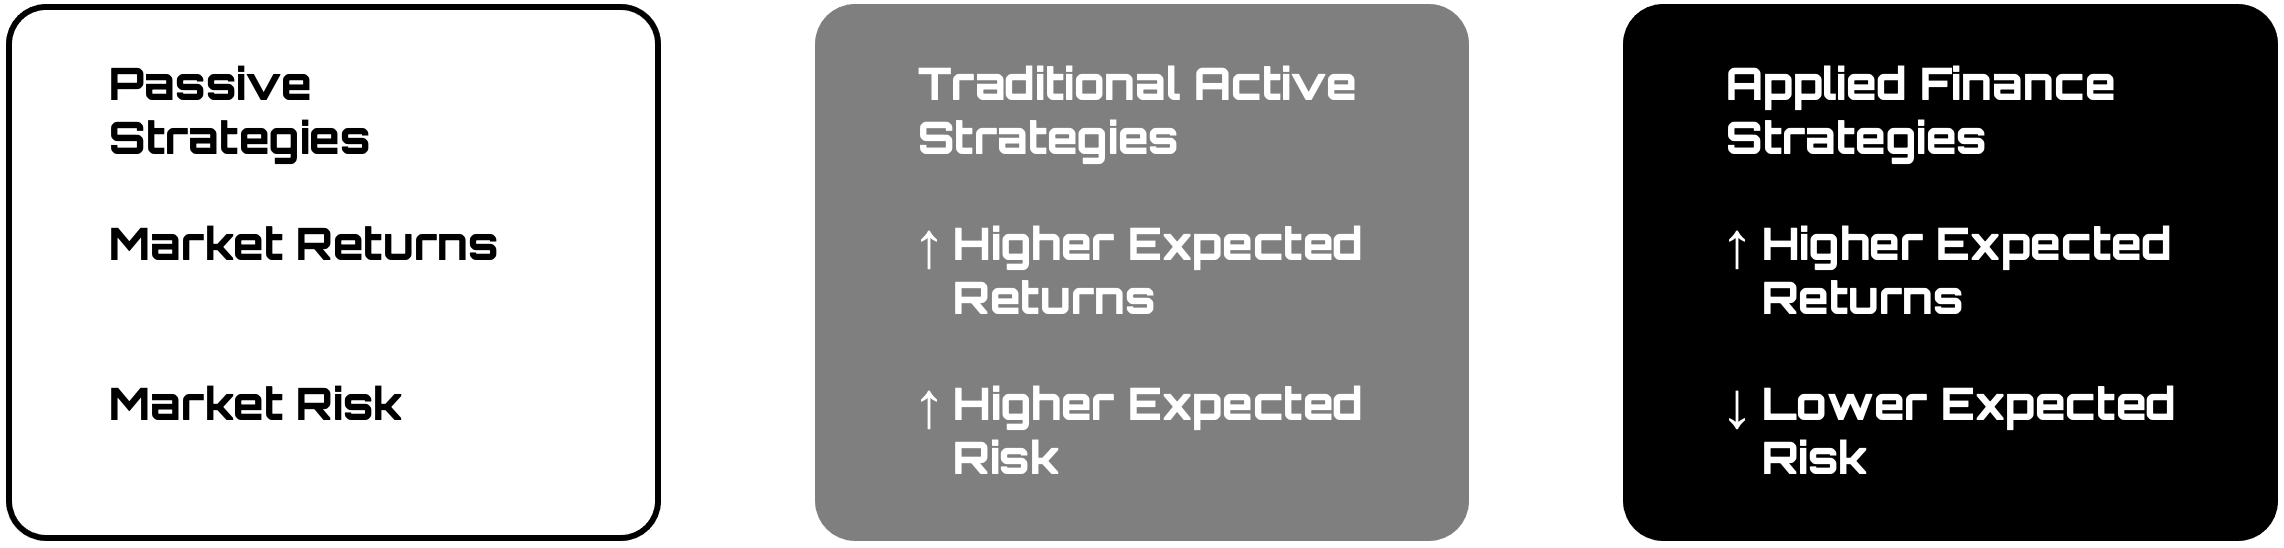 Passive
Strategies
Market Returns
Market Risk
Traditional Active
Strategies
↑ Higher Expected
Returns
↑ Higher Expected
Risk
Applied Finance
Strategies
↑ Higher Expected
Returns
↓ Lower Expected
Risk